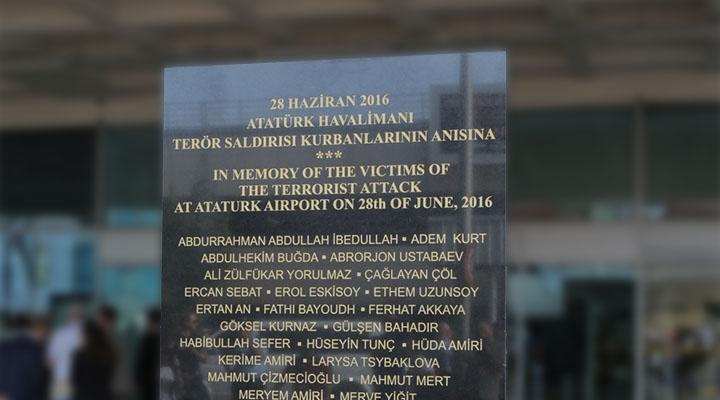 28 HAZİRAN 2016
ATATÜRK HAVALİMANI
TERÖR SALDIRISI KURBANLARININ ANISINA
***
IN MEMORY OF THE VICTIMS OF
THE TERRORIST ATTACK
AT ATATURK AIRPORT ON 28th OF JUNE, 2016
ABDURRAHMAN ABDULLAH İBEDULLAH ▪ ADEM KURT
ABDULHEKİM BUĞDA ▪ ABRORJON USTABAEV
ALİ ZÜLFÜKAR YORULMAZ ▪ ÇAĞLAYAN ÇÖL
ERCAN SEBAT ▪ EROL ESKİSOY ▪ ETHEM UZUNSOY
ERTAN AN ▪ FATHI BAYOUDH ▪ FERHAT AKKAYA
GÖKSEL KURNAZ ▪ GÜLŞEN BAHADIR
HABİBULLAH SEFER ▪ HÜSEYİN TUNÇ ▪ HÜDA AMİRİ
KERİME AMİRİ ▪ LARYSA TSYBAKLOVA
MAHMUT ÇİZMECİOĞLU ▪ MAHMUT MERT
MERYEM AMİRİ ▪ MERVE YİĞİT